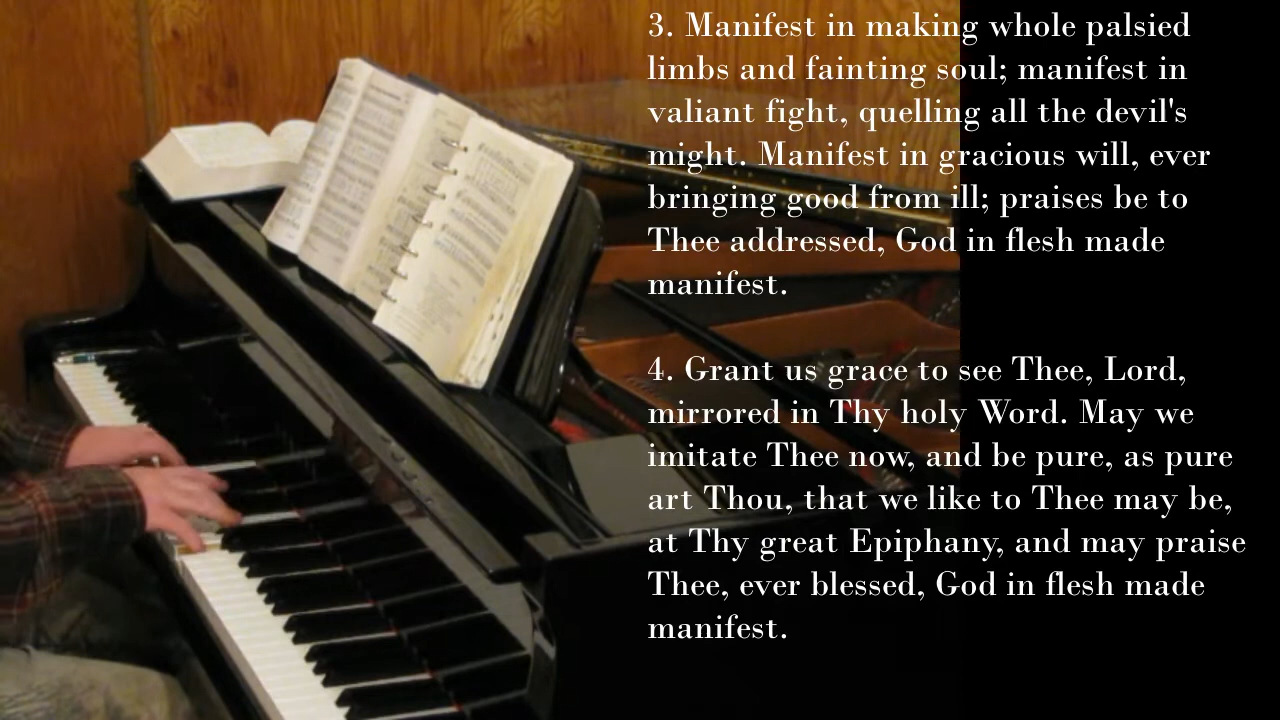 3. Manifest in making whole palsied
limbs and fainting soul; manifest in
valiant fight, quelling all the devil's
might. Manifest in gracious will, ever
bringing good from ill; praises be to
Thee addressed, God in flesh made
manifest.
4. Grant us grace to see Thee, Lord,
mirrored in Thy holy Word. May we
imitate Thee now, and be pure, as pure
art Thou, that we like to Thee may be,
at Thy great Epiphany, and may praise
Thee, ever blessed, God in flesh made
manifest.